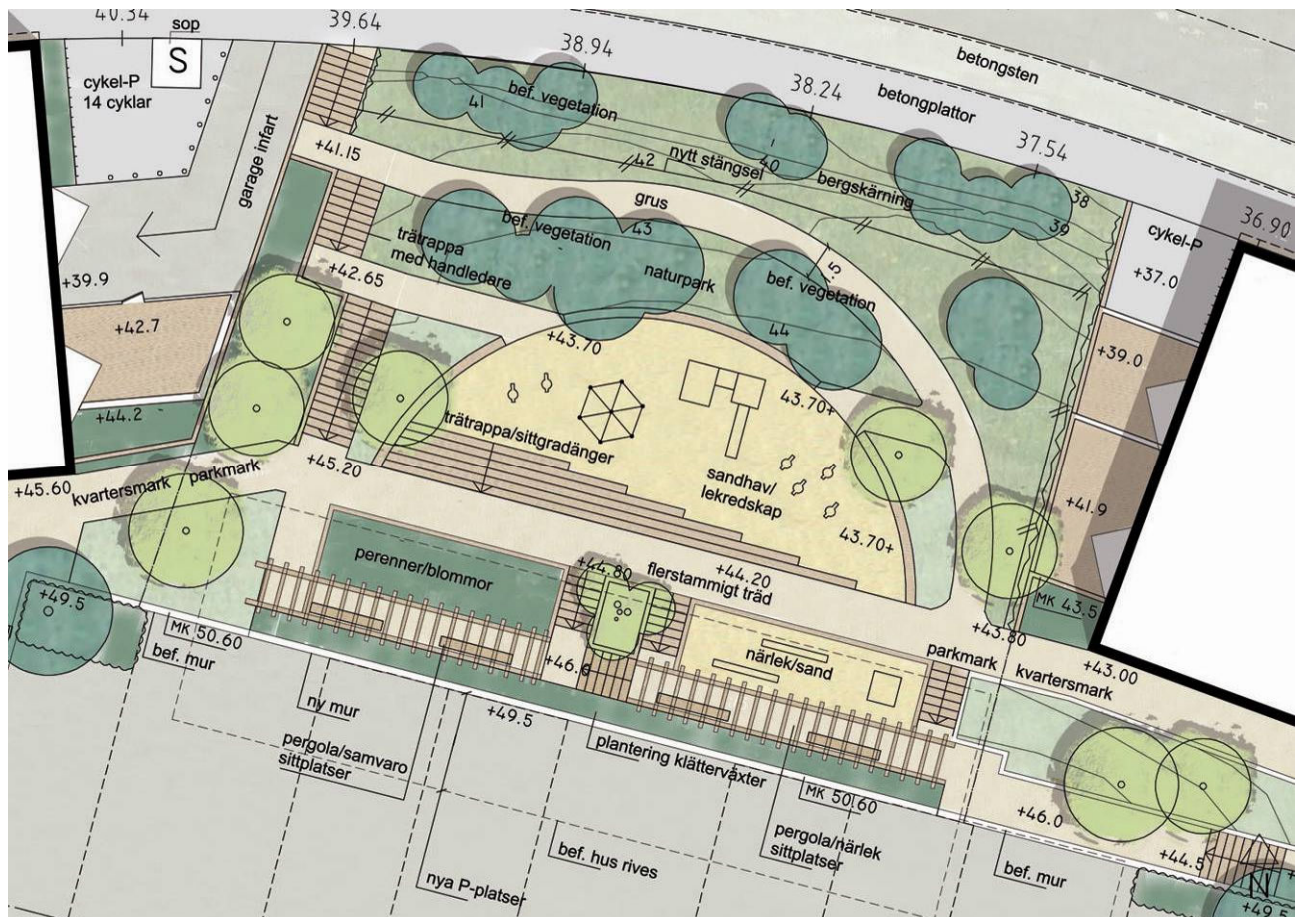 40.34
sop
S
39.64
38.94
38.24
37.54
36.90
betongsten
betongplattor
cykel-P
14 cyklar
garage infart
bef. vegetation
41
42
nytt stängsel
40
bergskärning
38
39
cykel-P
+37.0
+41.15
grus
43
bef. vegetation
naturpark
trätrappa
med handledare
bef. vegetation
44
+39.9
+42.65
+42.7
+43.70
+39.0
43.70+
+44.2
trätrappa/sittgradänger
sandhav/
lekredskap
+45.20
+45.60
kvartersmark
parkmark
+41.9
43.70+
perenner/blommor
+44.80
flerstammigt träd
+44.20
MK 43.5
+49.5
MK 50.60
bef. mur
+43.80
närlek/sand
parkmark
kvartersmark
+43.00
ny mur
+49.5
pergola/samvaro
sittplatser
plantering klätterväxter
MK 50.60
+46.0
pergola/närlek
sittplatser
bef. hus rives
nya P-platser
bef. mur
+44.5
N
+49.5